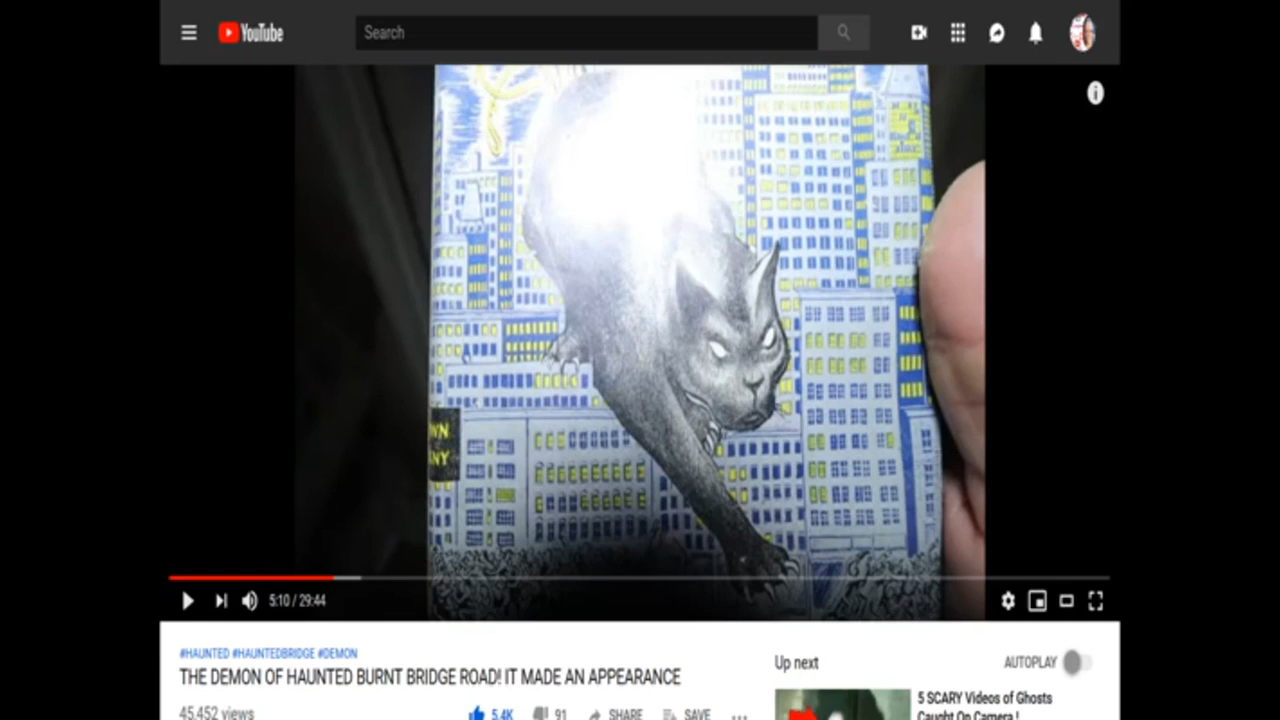 YouTube
Search
WN
NY
5:10 / 29:44
#HAUNTED #HAUNTEDBRIDGE #DEMON
THE DEMON OF HAUNTED BURNT BRIDGE ROAD! IT MADE AN APPEARANCE
45,452 views
5.4K
91
SHARE
SAVE
Up next
AUTOPLAY
5 SCARY Videos of Ghosts
Caught On Camera !